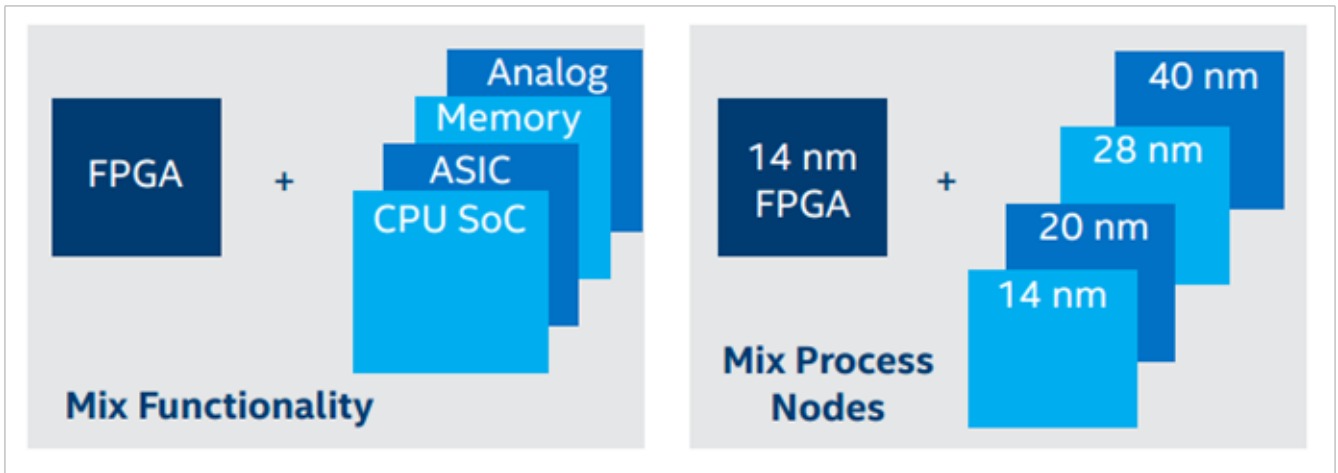 FPGA
+
Analog
Memory
ASIC
CPU SoC
Mix Functionality
14 nm
FPGA
+
40 nm
28 nm
20 nm
14 nm
Mix Process
Nodes